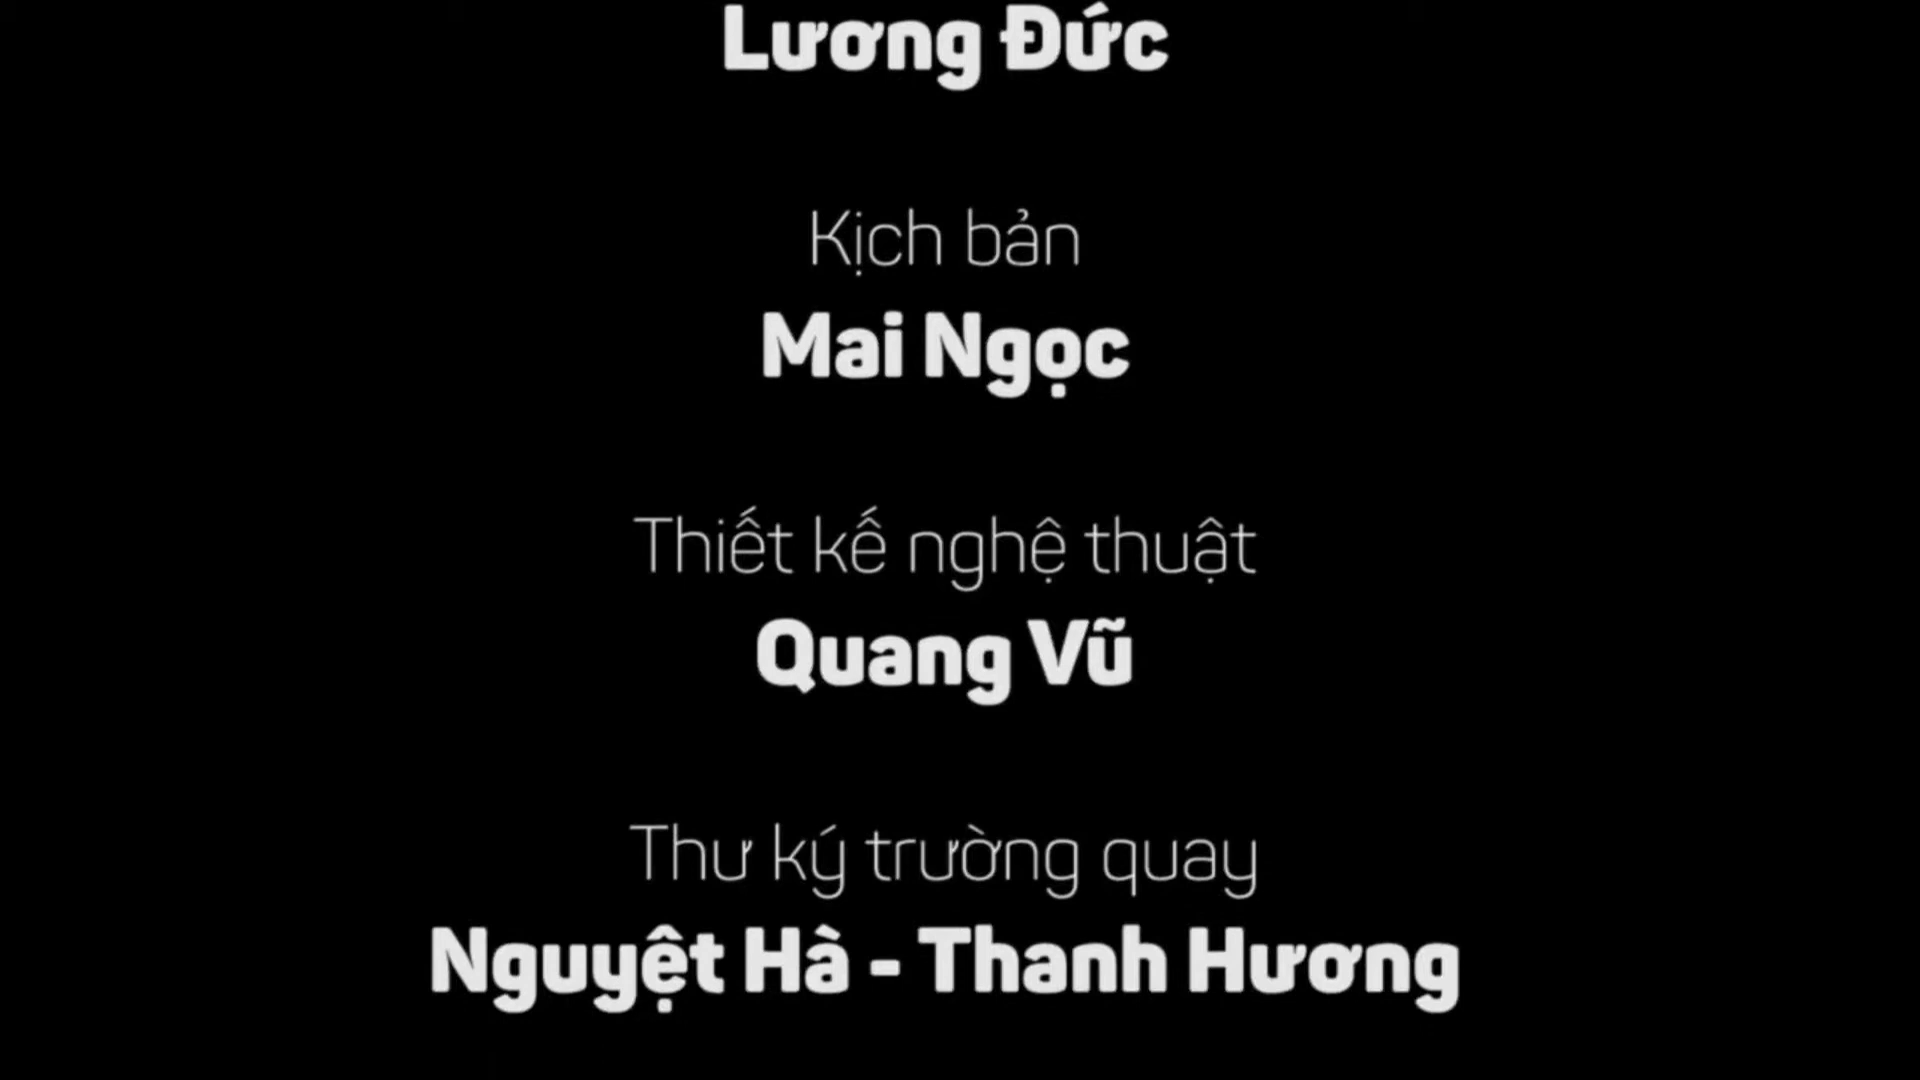 Lương Đức
Kịch bản
Mai Ngọc
Thiết kế nghệ thuật
Quang Vũ
Thư ký trường quay
Nguyệt Hà - Thanh Hương